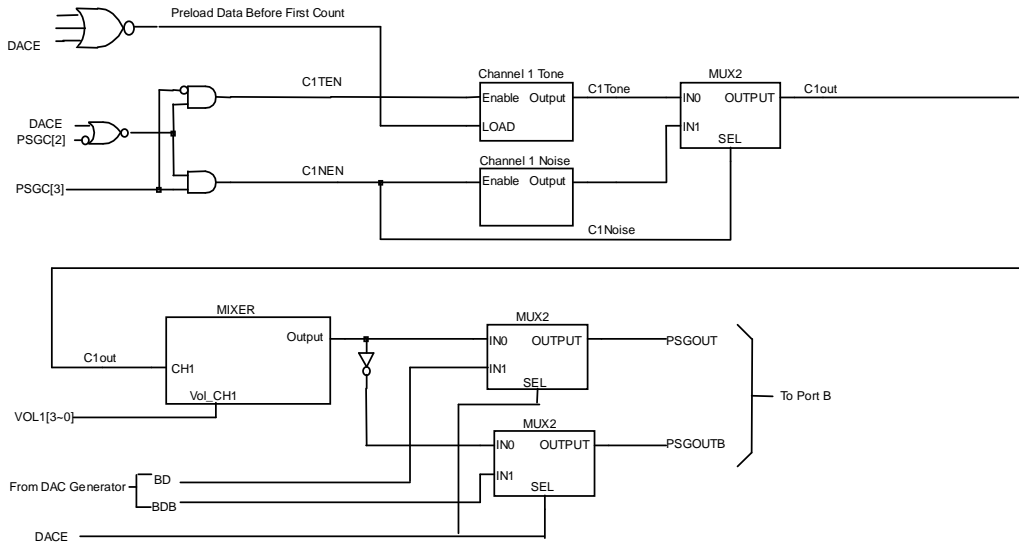 Preload Data Before First Count
DACE
C1TEN
Channel 1 Tone
Enable Output
LOAD
C1Tone
MUX2
IN0 OUTPUT
IN1
SEL
C1out
DACE
PSGC[2]
PSGC[3]
C1NEN
Channel 1 Noise
Enable Output
C1Noise
MIXER
Output
C1out
CH1
Vol_CH1
VOL1[3~0]
MUX2
IN0 OUTPUT
IN1
SEL
PSGOUT
To Port B
MUX2
IN0 OUTPUT
IN1
SEL
PSGOUTB
From DAC Generator
BD
BDB
DACE